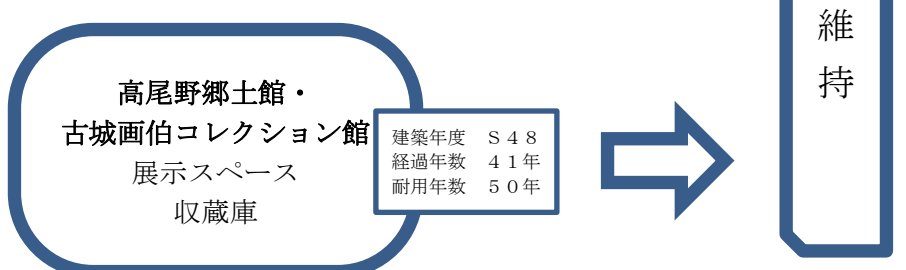 高尾野郷土館・
古城画伯コレクション館
展示スペース
収蔵庫
建築年度　Ｓ４８
経過年数　４１年
耐用年数　５０年
維持